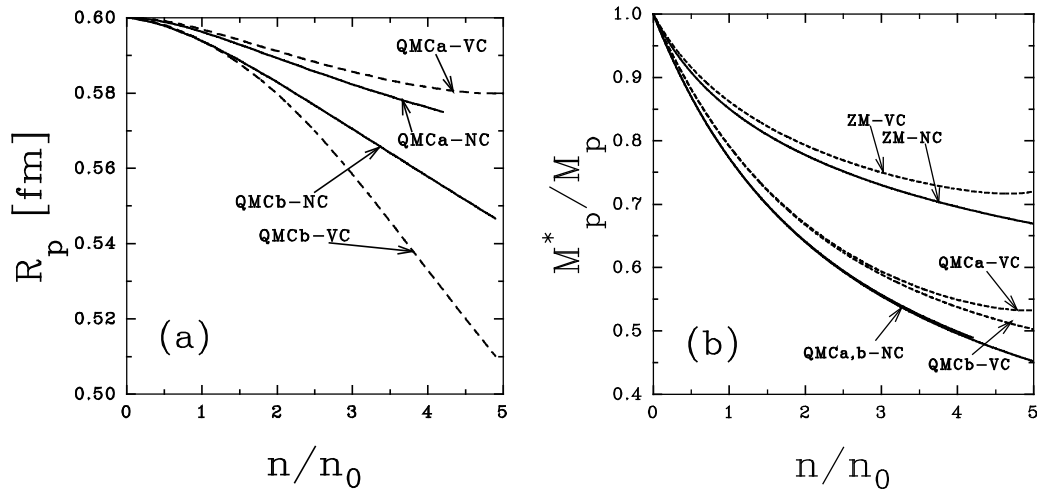 0.60
0.58
0.56
0.54
0.52
0.50
R_p [fm]
QMCa-VC
QMCa-NC
QMCb-NC
QMCb-VC
(a)
0 1 2 3 4 5
n/n_0
1.0
0.9
0.8
0.7
0.6
0.5
0.4
M*_p/M_p
ZM-VC
ZM-NC
QMCa-VC
QMCa,b-NC
QMCb-VC
(b)
0 1 2 3 4 5
n/n_0